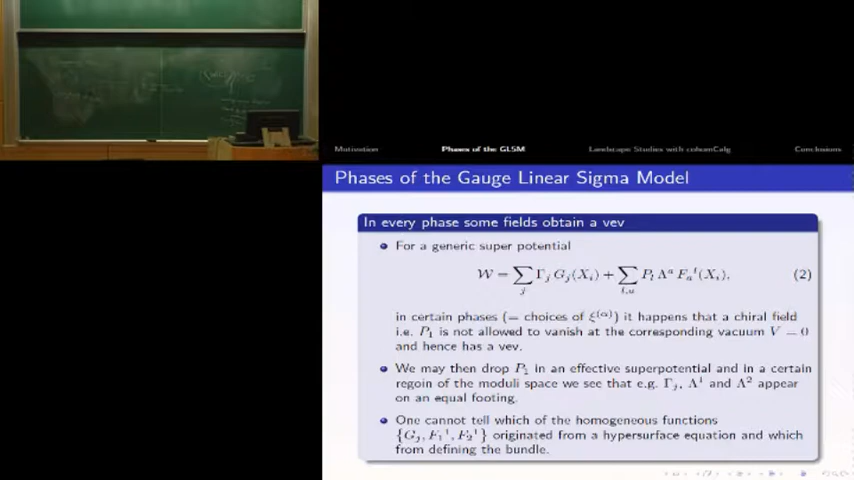 Motivation Phases of the GLSM Landscape Studies with cohomCalg Conclusions
Phases of the Gauge Linear Sigma Model
In every phase some fields obtain a vev
For a generic super potential
𝒲 = ∑_j Γ_j G_j(X_i) + ∑_{l,a} P_l Λ^a F_a^l(X_i), (2)
in certain phases (= choices of ξ^(α)) it happens that a chiral field
i.e. P_1 is not allowed to vanish at the corresponding vacuum V = 0
and hence has a vev.
We may then drop P_1 in an effective superpotential and in a certain
regoin of the moduli space we see that e.g. Γ_j, Λ^1 and Λ^2 appear
on an equal footing.
One cannot tell which of the homogeneous functions
{G_j, F_1^1, F_2^1} originated from a hypersurface equation and which
from defining the bundle.